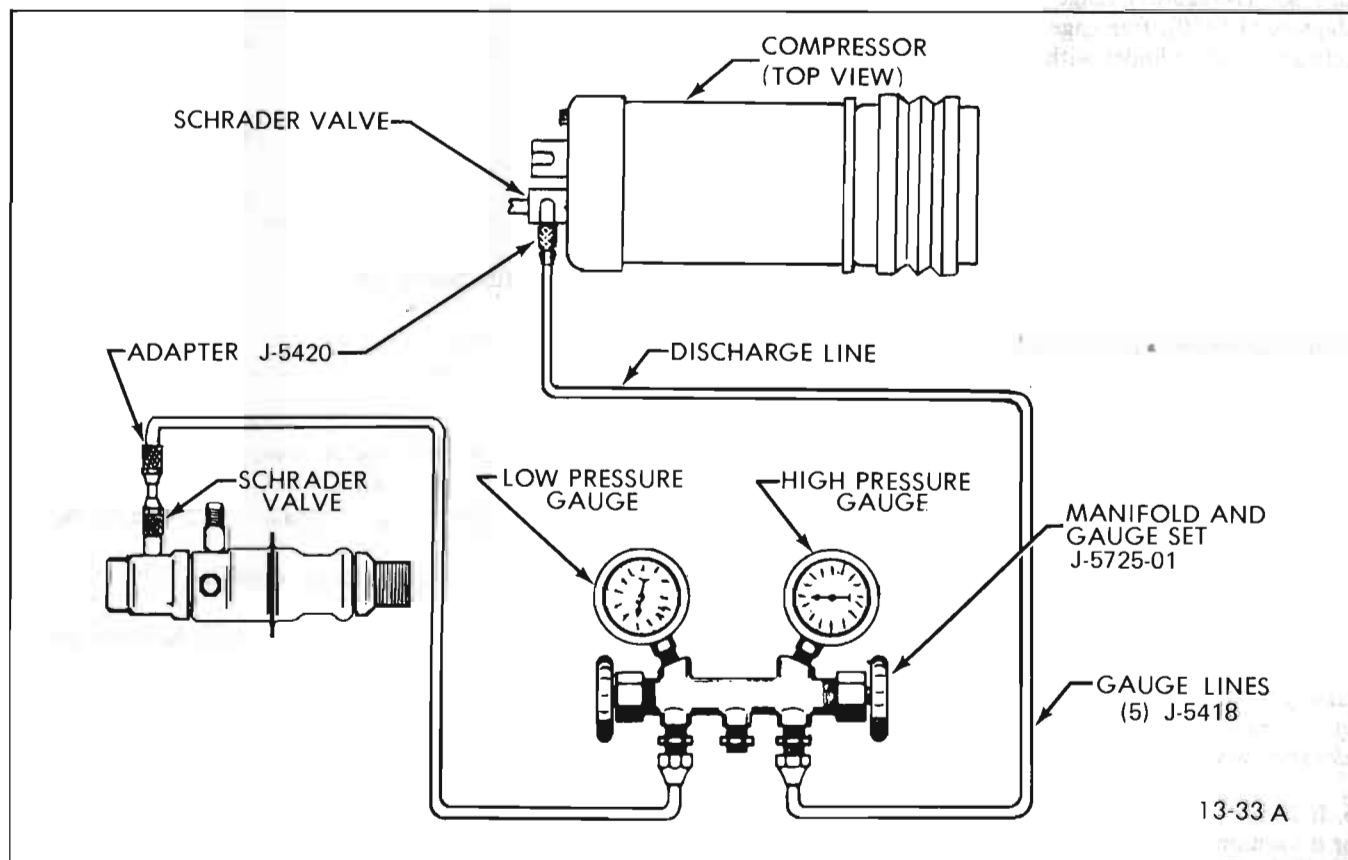 COMPRESSOR
(TOP VIEW)
SCHRADER VALVE
ADAPTER J-5420
DISCHARGE LINE
SCHRADER
VALVE
LOW PRESSURE
GAUGE
HIGH PRESSURE
GAUGE
MANIFOLD AND
GAUGE SET
J-5725-01
GAUGE LINES
(5) J-5418
13-33 A